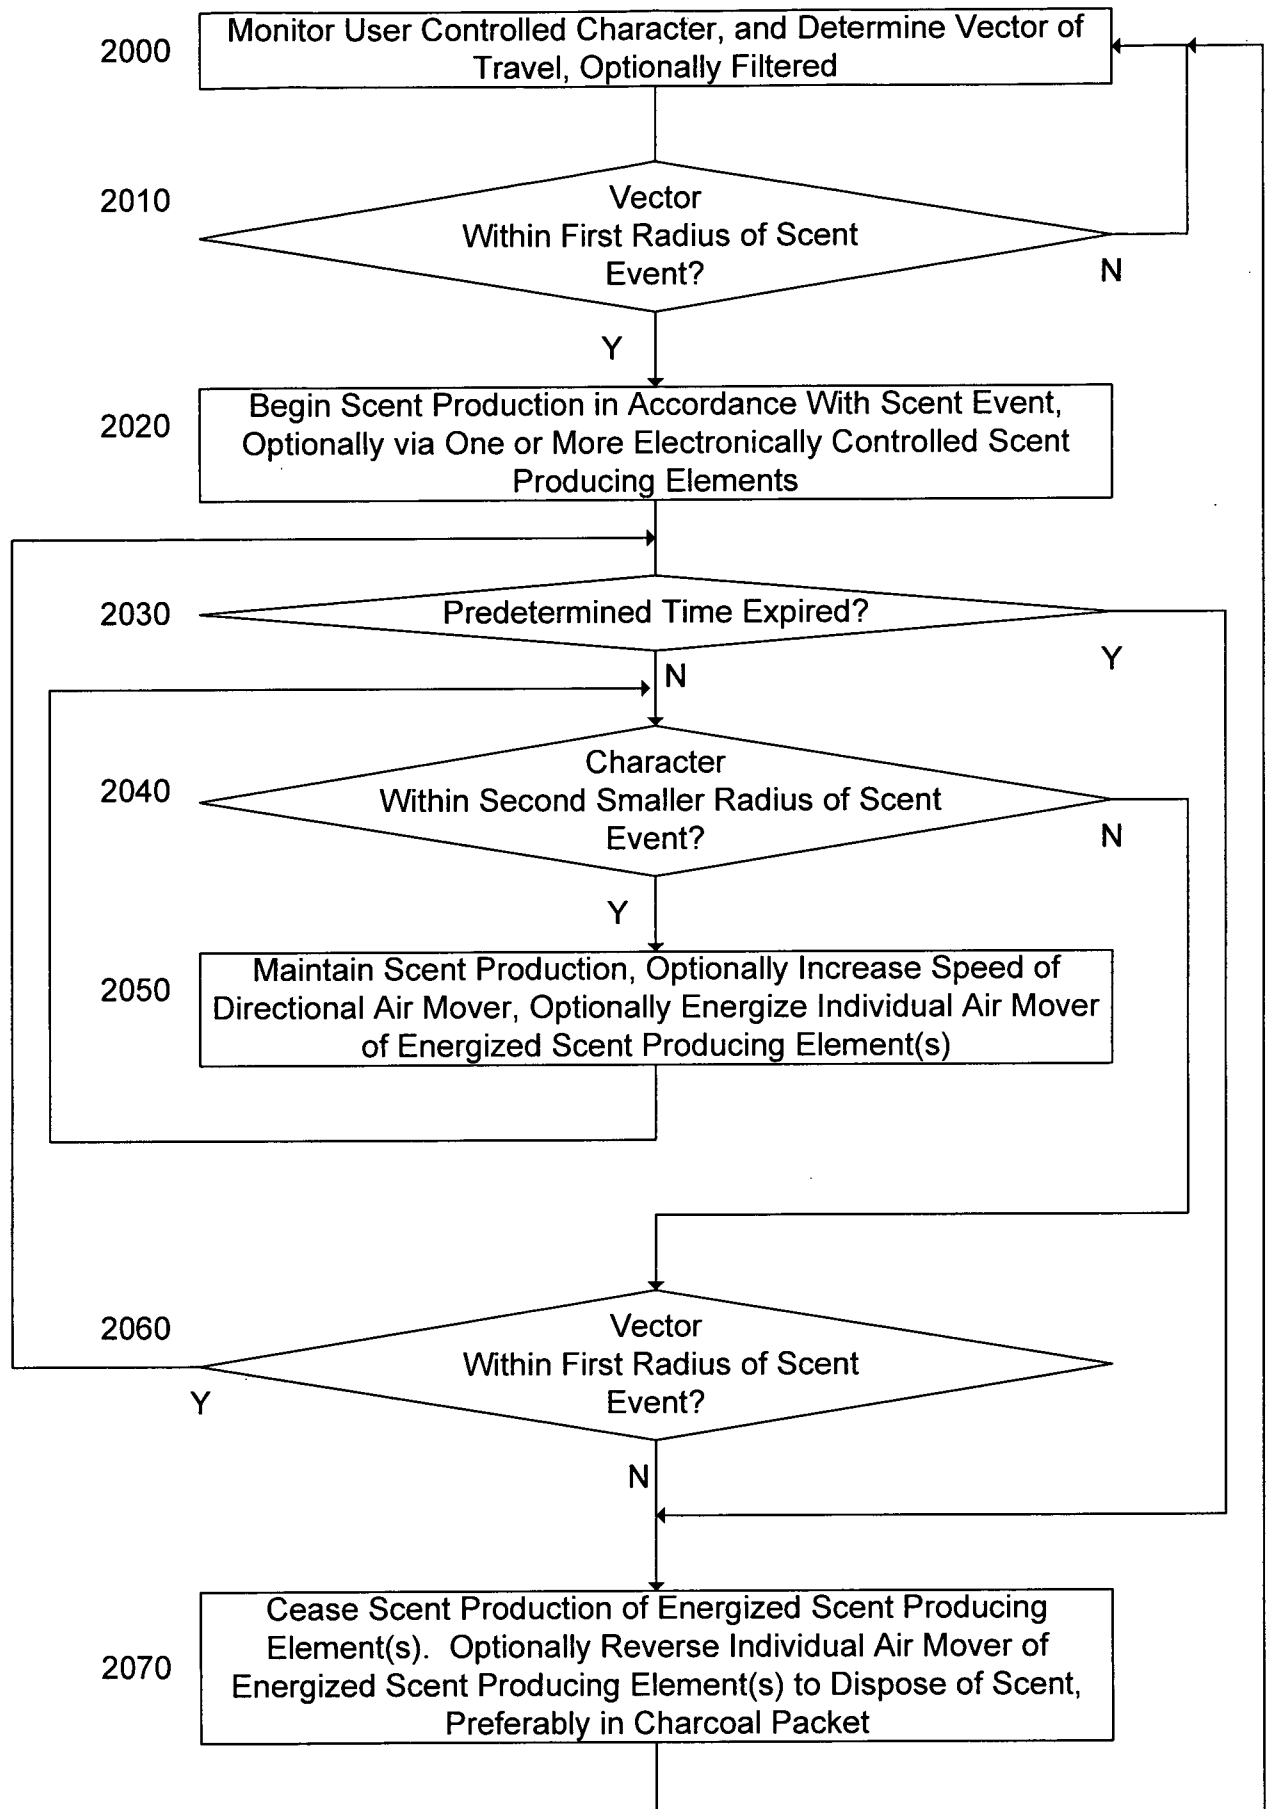 2000
Monitor User Controlled Character, and Determine Vector of
Travel, Optionally Filtered
2010
Vector
Within First Radius of Scent
Event?
N
Y
2020
Begin Scent Production in Accordance With Scent Event,
Optionally via One or More Electronically Controlled Scent
Producing Elements
2030
Predetermined Time Expired?
Y
N
2040
Character
Within Second Smaller Radius of Scent
Event?
N
Y
2050
Maintain Scent Production, Optionally Increase Speed of
Directional Air Mover, Optionally Energize Individual Air Mover
of Energized Scent Producing Element(s)
2060
Vector
Within First Radius of Scent
Event?
Y
N
2070
Cease Scent Production of Energized Scent Producing
Element(s). Optionally Reverse Individual Air Mover of
Energized Scent Producing Element(s) to Dispose of Scent,
Preferably in Charcoal Packet